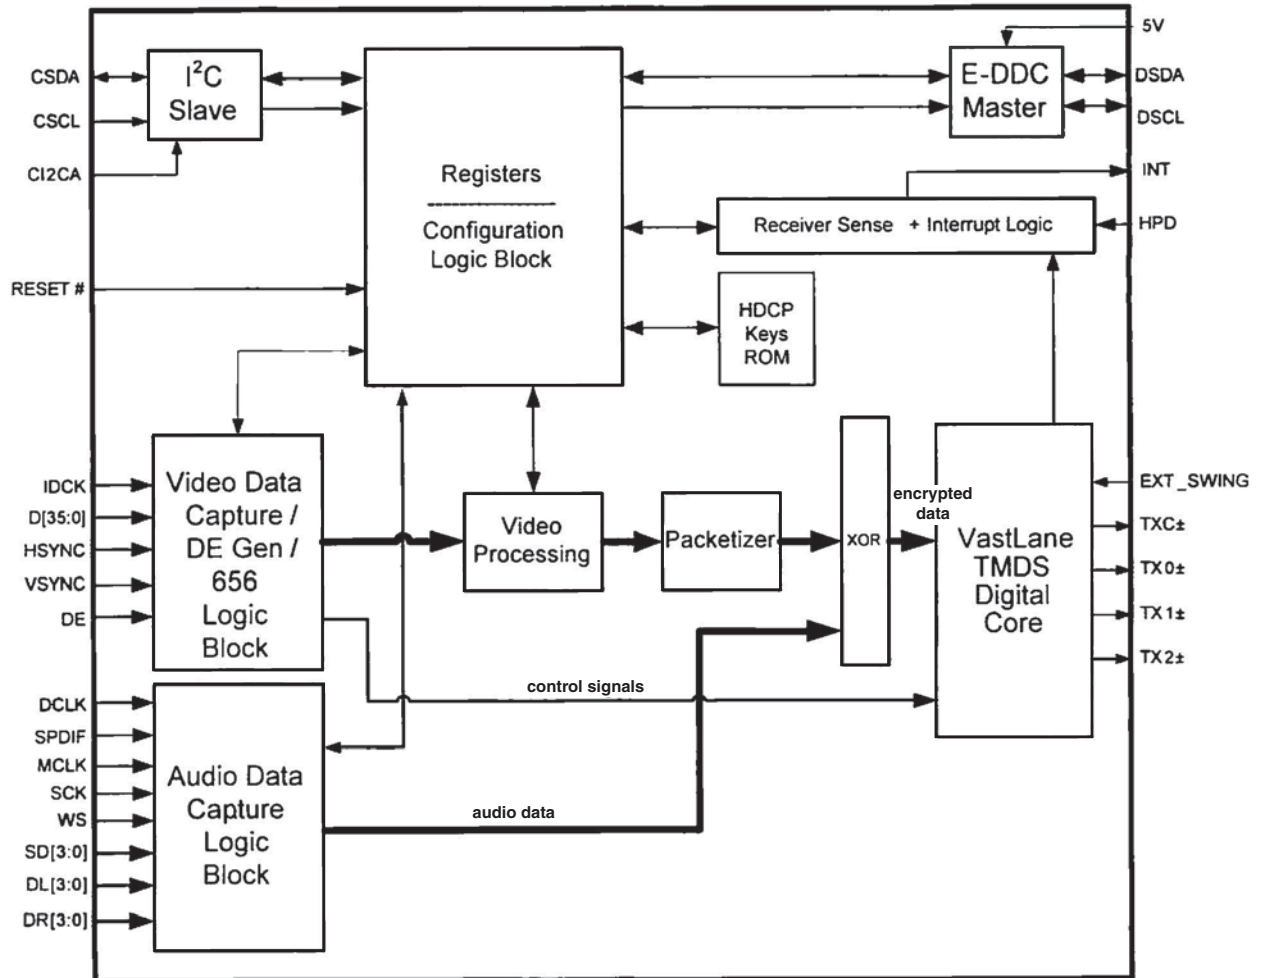 5V
CSDA
I²C
Slave
E-DDC
Master
DSDA
CSCL
DSCL
CI2CA
INT
Registers
Configuration
Logic Block
Receiver Sense + Interrupt Logic
HPD
RESET #
HDCP
Keys
ROM
IDCK
D[35:0]
HSYNC
VSYNC
DE
Video Data
Capture /
DE Gen /
656
Logic
Block
Video
Processing
Packetizer
XOR
encrypted
data
VastLane
TMDS
Digital
Core
EXT_SWING
TXC±
TX0±
TX1±
TX2±
control signals
DCLK
SPDIF
MCLK
SCK
WS
SD[3:0]
DL[3:0]
DR[3:0]
Audio Data
Capture
Logic
Block
audio data